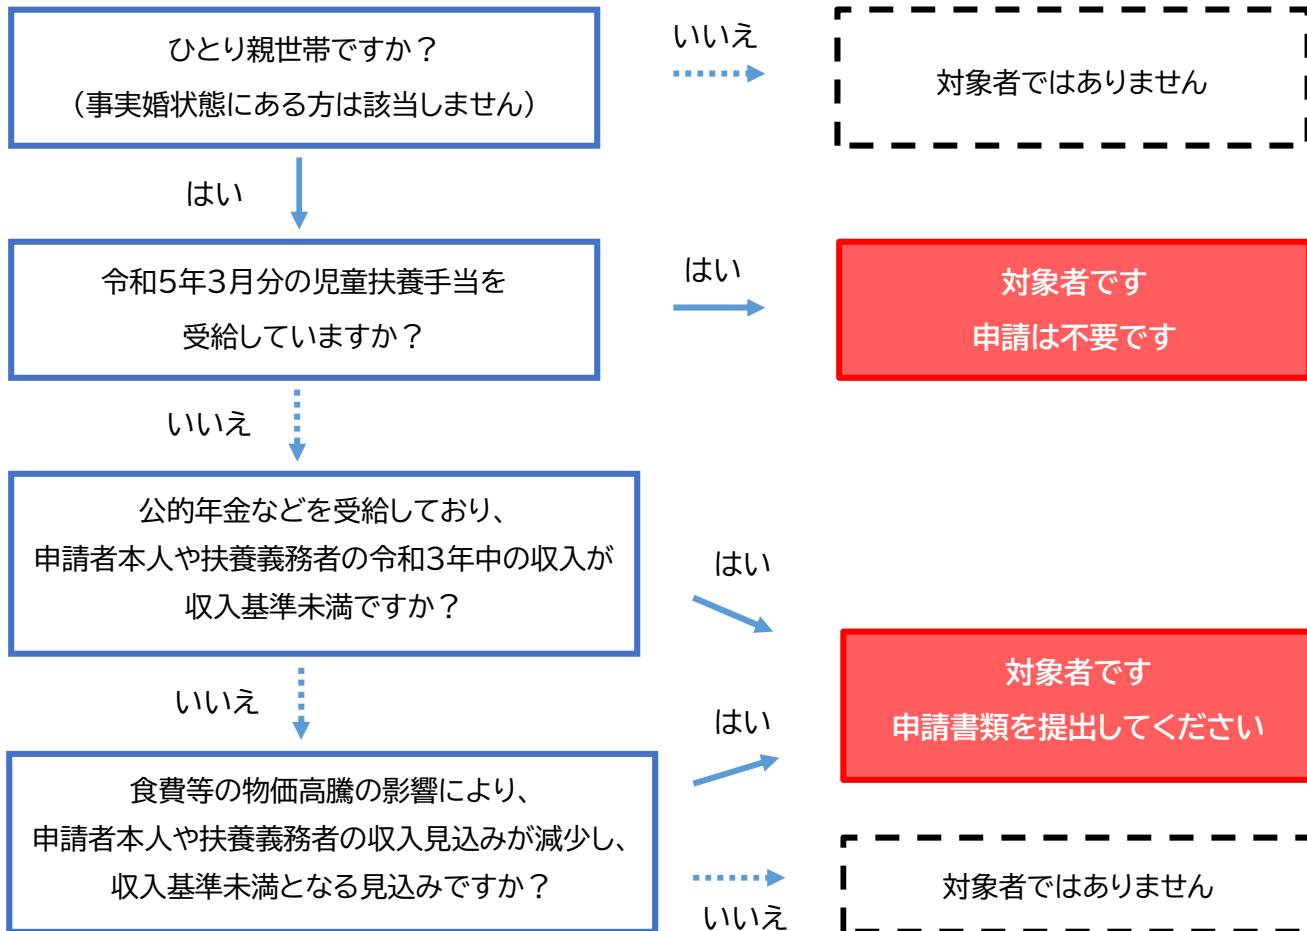 ひとり親世帯ですか？
（事実婚状態にある方は該当しません）
いいえ
対象者ではありません
はい
令和5年3月分の児童扶養手当を
受給していますか？
はい
対象者です
申請は不要です
いいえ
公的年金などを受給しており、
申請者本人や扶養義務者の令和3年中の収入が
収入基準未満ですか？
はい
対象者です
申請書類を提出してください
いいえ
はい
食費等の物価高騰の影響により、
申請者本人や扶養義務者の収入見込みが減少し、
収入基準未満となる見込みですか？
いいえ
対象者ではありません